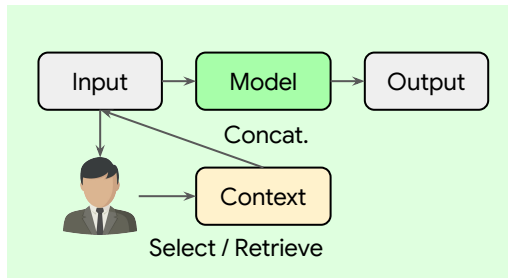 Input
Model
Output
Concat.
Context
Select / Retrieve